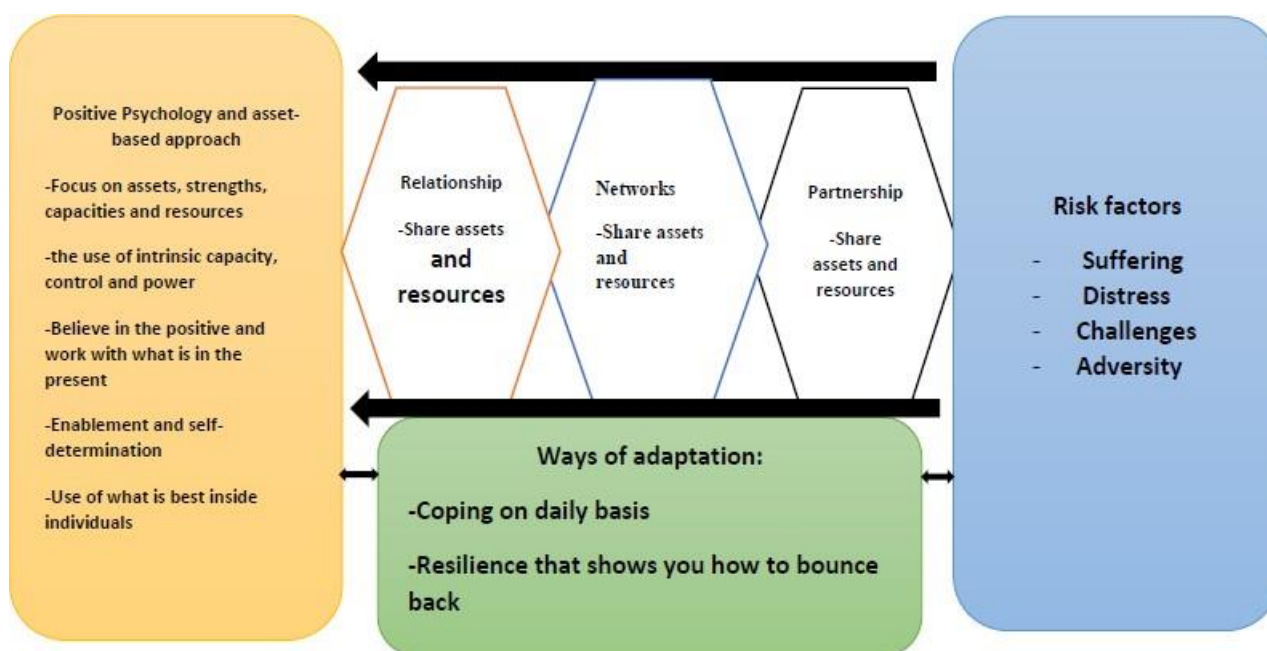 Positive Psychology and asset-
based approach
-Focus on assets, strengths,
capacities and resources
-the use of intrinsic capacity,
control and power
-Believe in the positive and
work with what is in the
present
-Enablement and self-
determination
-Use of what is best inside
individuals
Relationship
-Share assets
and
resources
Networks
-Share assets
and
resources
Partnership
-Share
assets and
resources
Ways of adaptation:
-Coping on daily basis
-Resilience that shows you how to bounce
back
Risk factors
- Suffering
- Distress
- Challenges
- Adversity